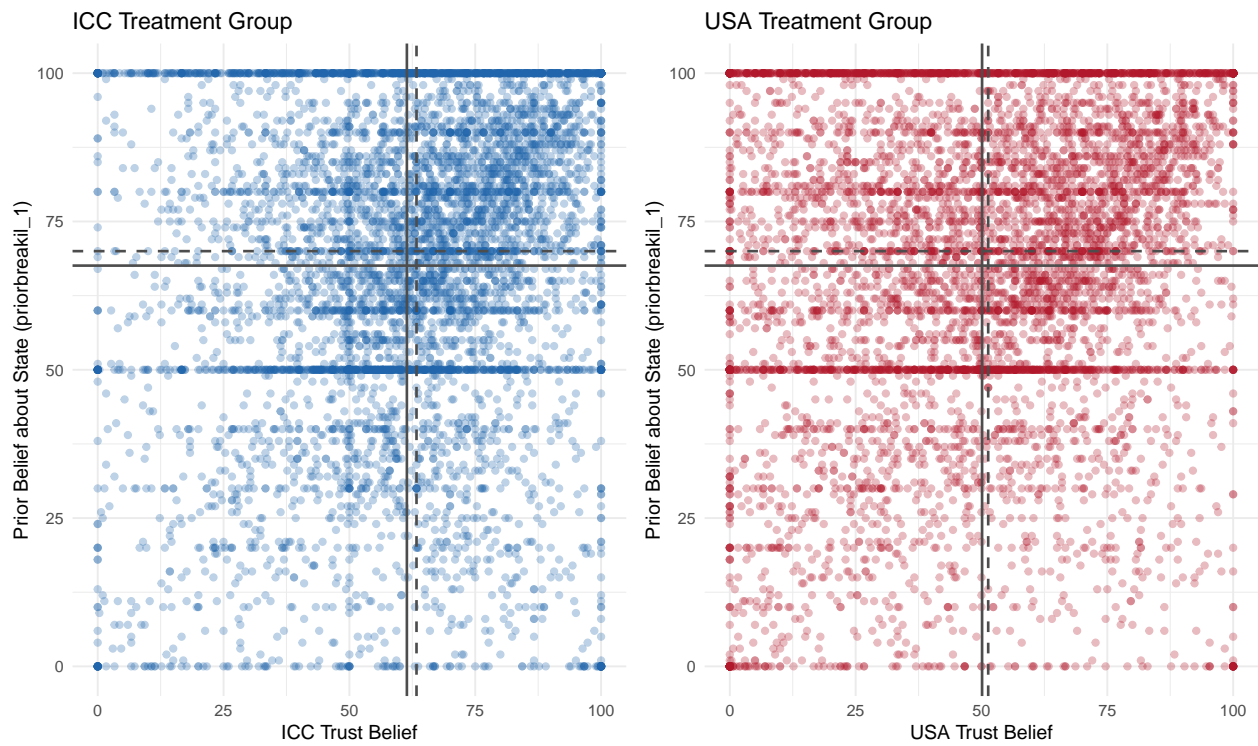 ICC Treatment Group
USA Treatment Group
Prior Belief about State (priorbreakil_1)
100
75
50
25
0
0 25 50 75 100
ICC Trust Belief
Prior Belief about State (priorbreakil_1)
100
75
50
25
0
0 25 50 75 100
USA Trust Belief